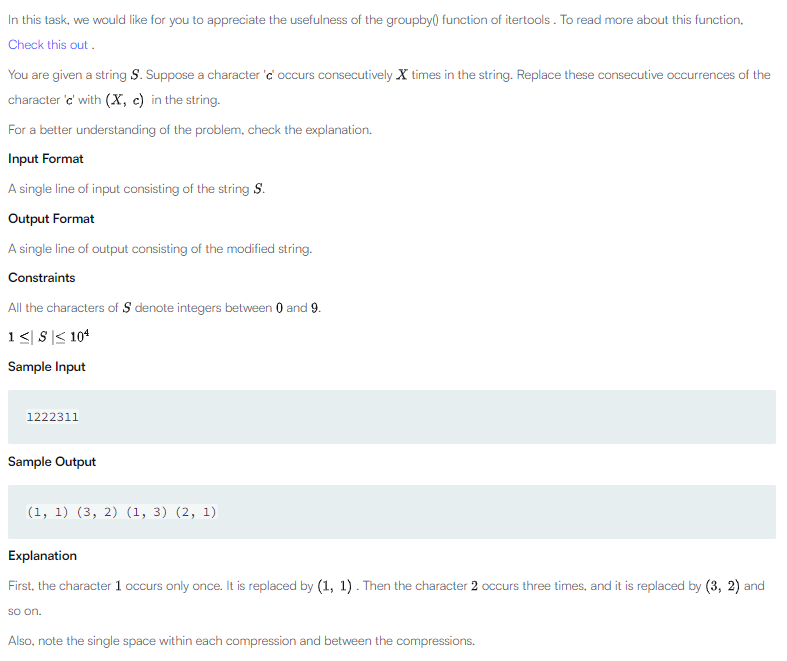 In this task, we would like for you to appreciate the usefulness of the groupby() function of itertools . To read more about this function,
Check this out .
You are given a string S. Suppose a character 'c' occurs consecutively X times in the string. Replace these consecutive occurrences of the
character 'c' with (X, c) in the string.
For a better understanding of the problem, check the explanation.
Input Format
A single line of input consisting of the string S.
Output Format
A single line of output consisting of the modified string.
Constraints
All the characters of S denote integers between 0 and 9.
1 ≤| S |≤ 10⁴
Sample Input
1222311
Sample Output
(1, 1) (3, 2) (1, 3) (2, 1)
Explanation
First, the character 1 occurs only once. It is replaced by (1, 1) . Then the character 2 occurs three times, and it is replaced by (3, 2) and
so on.
Also, note the single space within each compression and between the compressions.